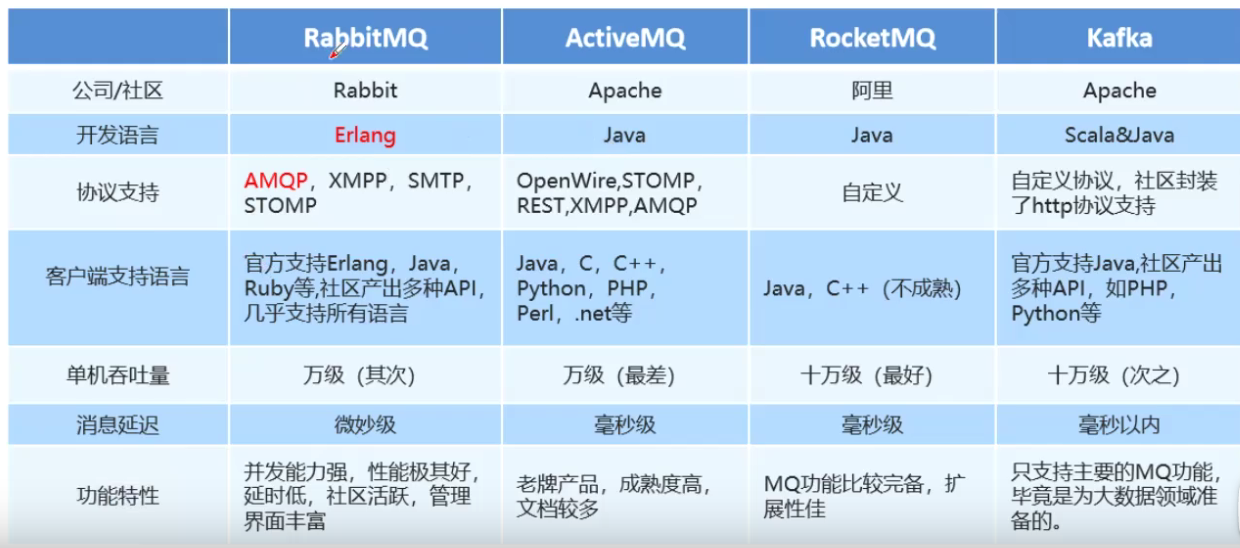 RabbitMQ ActiveMQ RocketMQ Kafka
公司/社区 Rabbit Apache 阿里 Apache
开发语言 Erlang Java Java Scala&Java
协议支持
AMQP，XMPP，SMTP，
STOMP
OpenWire,STOMP，
REST,XMPP,AMQP
自定义
自定义协议，社区封装
了http协议支持
客户端支持语言
官方支持Erlang，Java，
Ruby等,社区产出多种API，
几乎支持所有语言
Java，C，C++，
Python，PHP，
Perl，.net等
Java，C++（不成熟）
官方支持Java,社区产出
多种API，如PHP，
Python等
单机吞吐量 万级（其次） 万级（最差） 十万级（最好） 十万级（次之）
消息延迟 微妙级 毫秒级 毫秒级 毫秒以内
功能特性
并发能力强，性能极其好，
延时低，社区活跃，管理
界面丰富
老牌产品，成熟度高，
文档较多
MQ功能比较完备，扩
展性佳
只支持主要的MQ功能，
毕竟是为大数据领域准
备的。